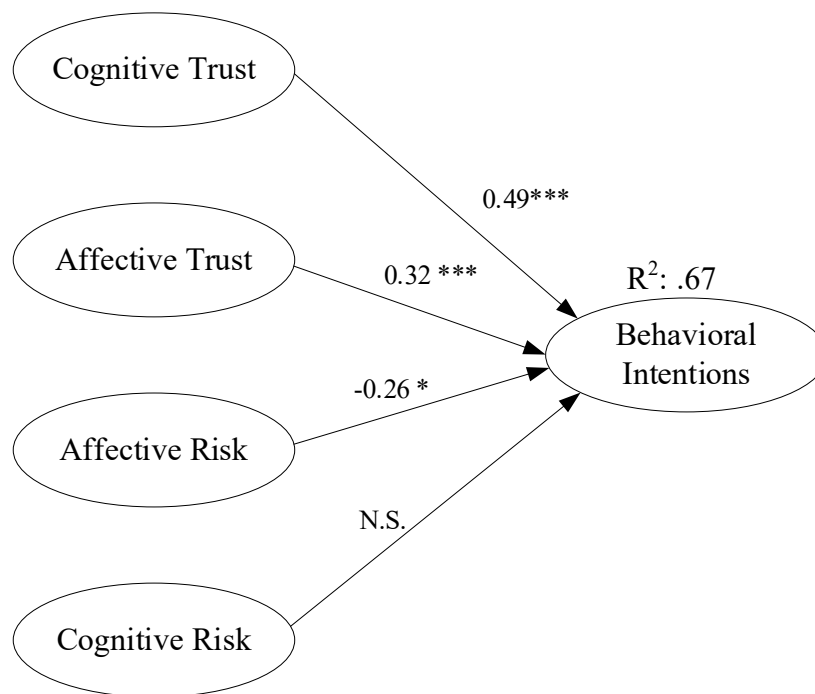 Cognitive Trust
0.49***
Affective Trust
0.32 ***
R²: .67
Behavioral
Intentions
-0.26 *
Affective Risk
N.S.
Cognitive Risk